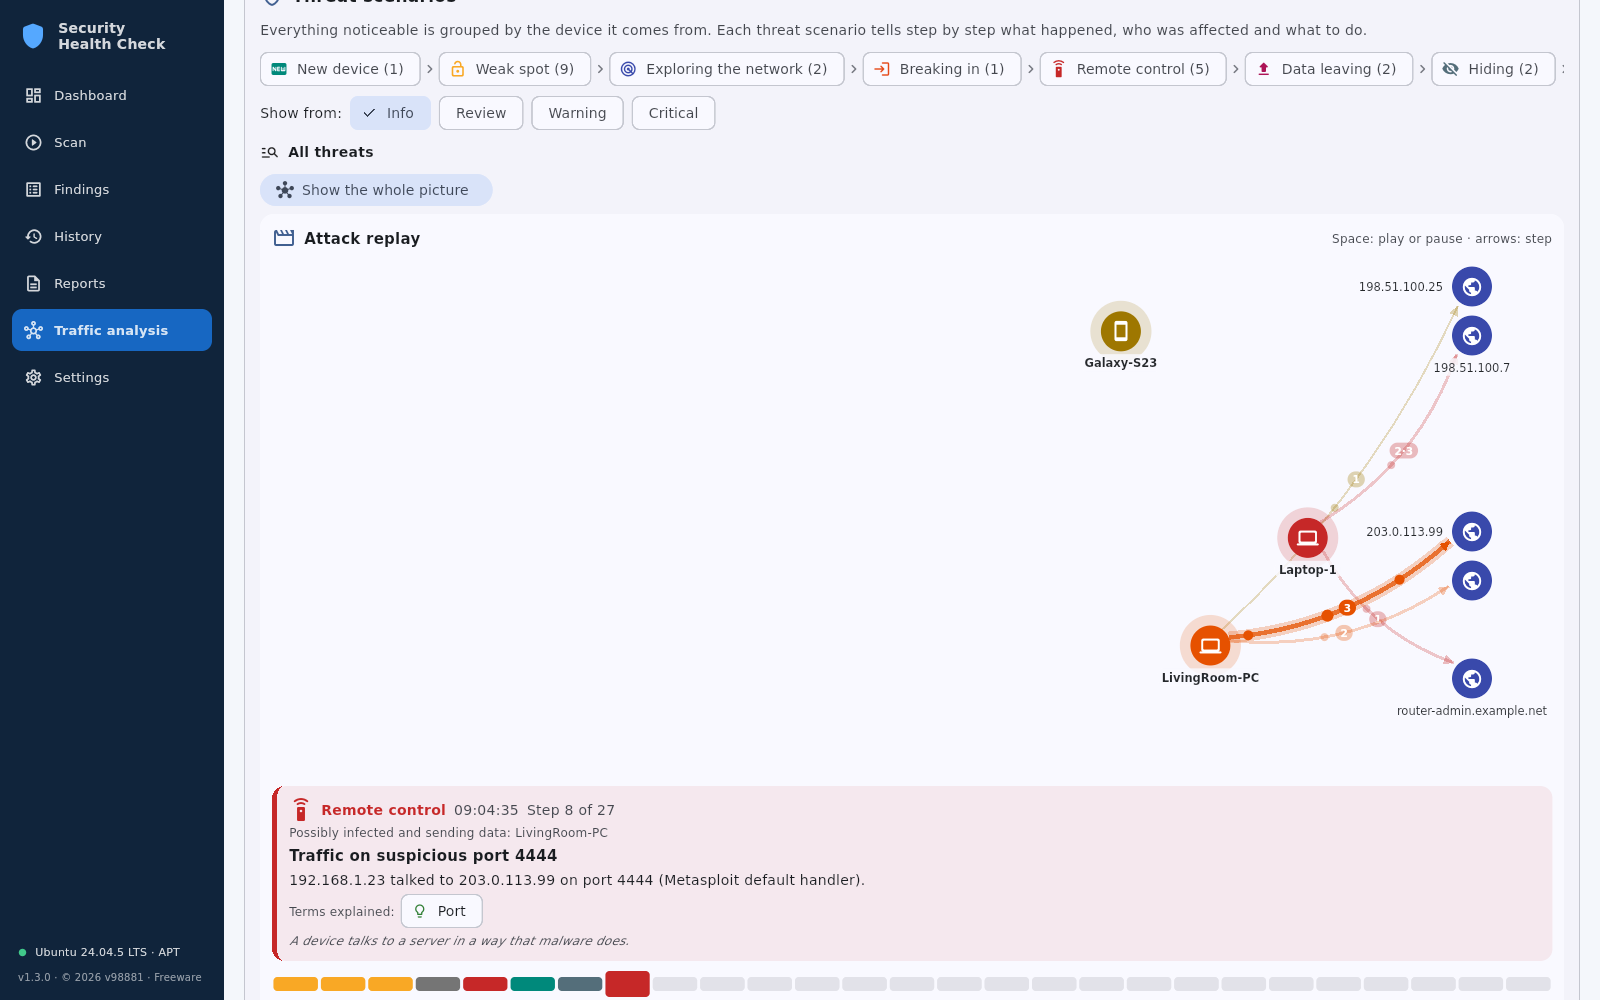 Security
Health Check
Dashboard
Scan
Findings
History
Reports
Traffic analysis
Settings
Ubuntu 24.04.5 LTS · APT
v1.3.0 · © 2026 v98881 · Freeware
Everything noticeable is grouped by the device it comes from. Each threat scenario tells step by step what happened, who was affected and what to do.
New device (1) › Weak spot (9) › Exploring the network (2) › Breaking in (1) › Remote control (5) › Data leaving (2) › Hiding (2)
Show from: Info Review Warning Critical
All threats
Show the whole picture
Attack replay
Space: play or pause · arrows: step
198.51.100.25
Galaxy-S23
198.51.100.7
2-3
1
203.0.113.99
Laptop-1
3
1
2
LivingRoom-PC
router-admin.example.net
Remote control 09:04:35 Step 8 of 27
Possibly infected and sending data: LivingRoom-PC
Traffic on suspicious port 4444
192.168.1.23 talked to 203.0.113.99 on port 4444 (Metasploit default handler).
Terms explained: Port
A device talks to a server in a way that malware does.